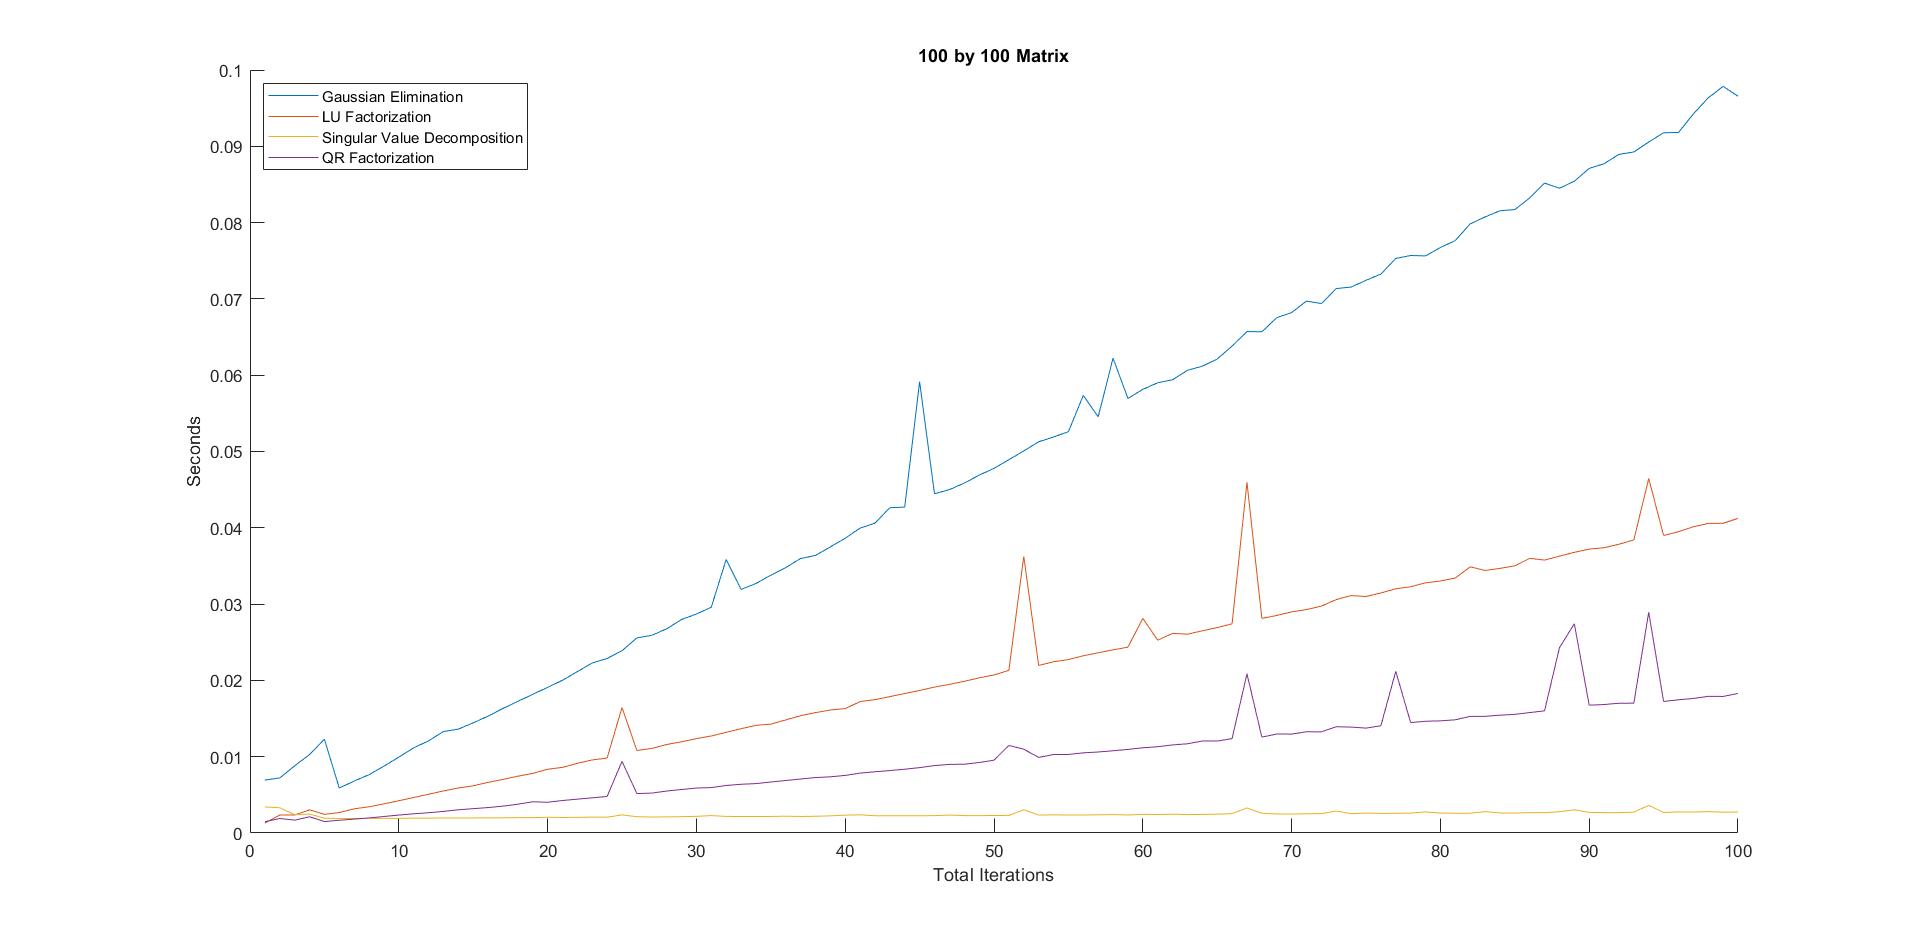 100 by 100 Matrix
0.1
0.09
0.08
0.07
0.06
0.05
0.04
0.03
0.02
0.01
0
Seconds
Gaussian Elimination
LU Factorization
Singular Value Decomposition
QR Factorization
0 10 20 30 40 50 60 70 80 90 100
Total Iterations